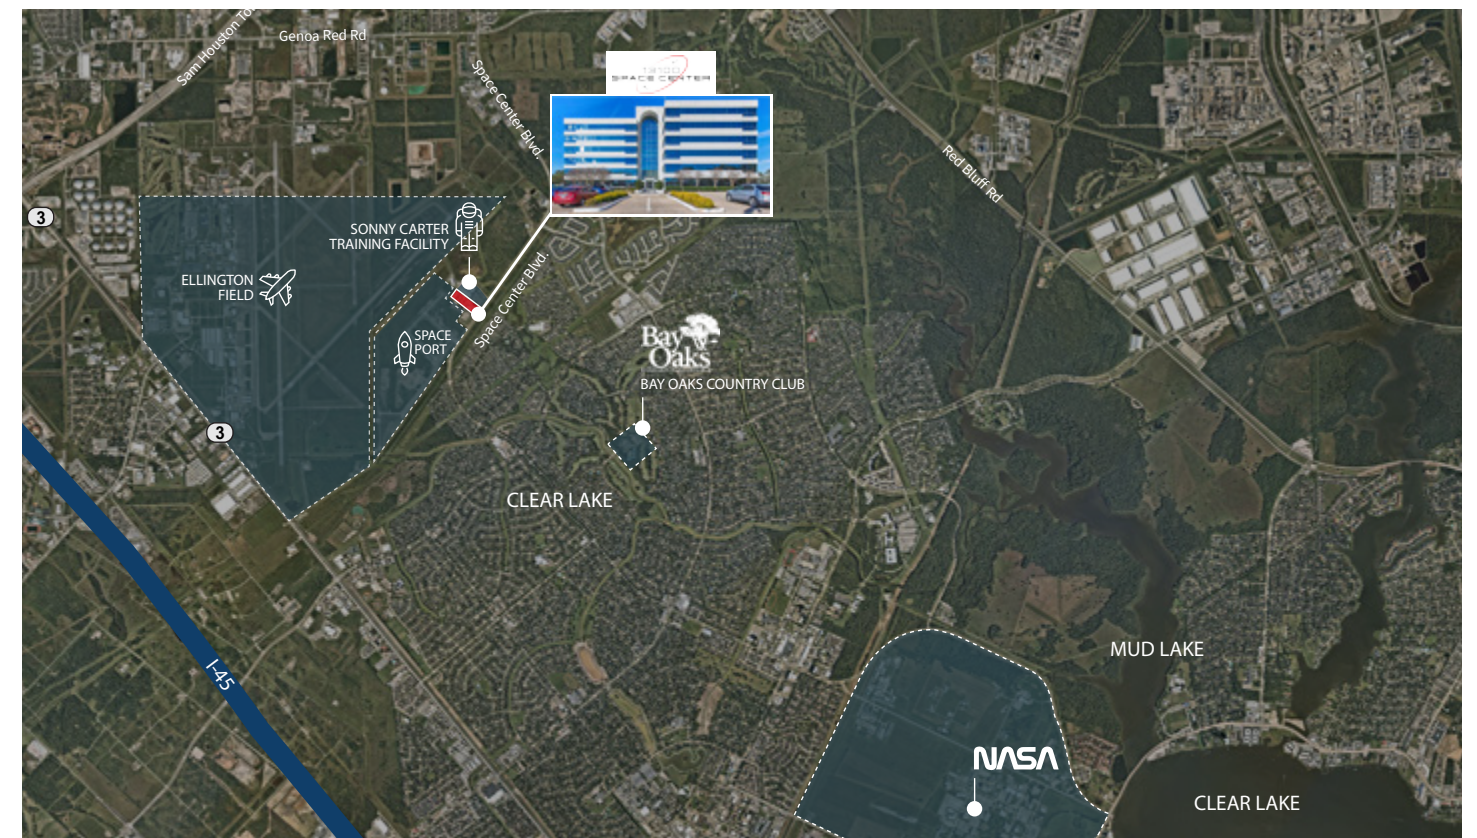 Genoa Red Rd
Space Center Blvd.
SPACE CENTER
Red Bluff Rd
3
SONNY CARTER
TRAINING FACILITY
ELLINGTON
FIELD
Space Center Blvd.
SPACE
PORT
Bay
Oaks
BAY OAKS COUNTRY CLUB
3
CLEAR LAKE
I-45
MUD LAKE
NASA
CLEAR LAKE
Sam Houston